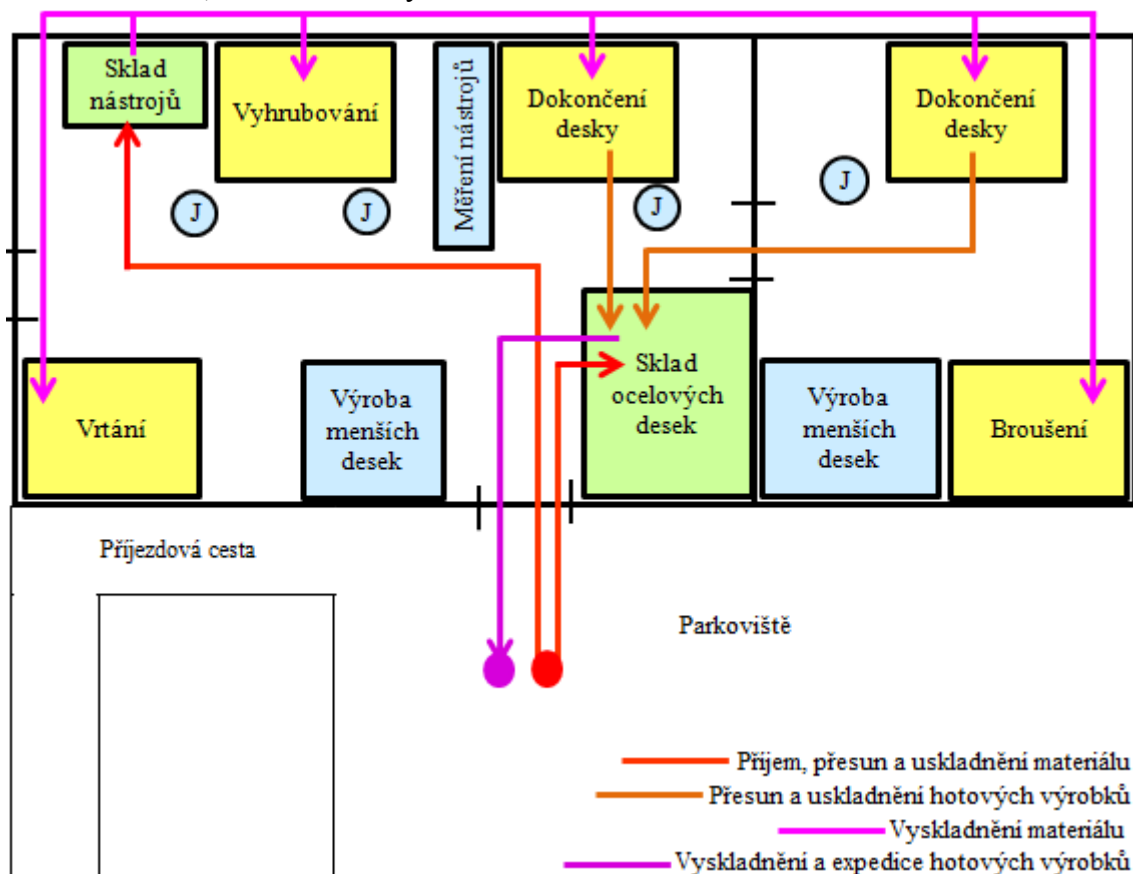 Sklad
nástrojů
Vyhrubování
Měření nástrojů
Dokončení
desky
Dokončení
desky
J
J
J
J
Vrtání
Výroba
menších
desek
Sklad
ocelových
desek
Výroba
menších
desek
Broušení
Příjezdová cesta
Parkoviště
Příjem, přesun a uskladnění materiálu
Přesun a uskladnění hotových výrobků
Vyskladnění materiálu
Vyskladnění a expedice hotových výrobků